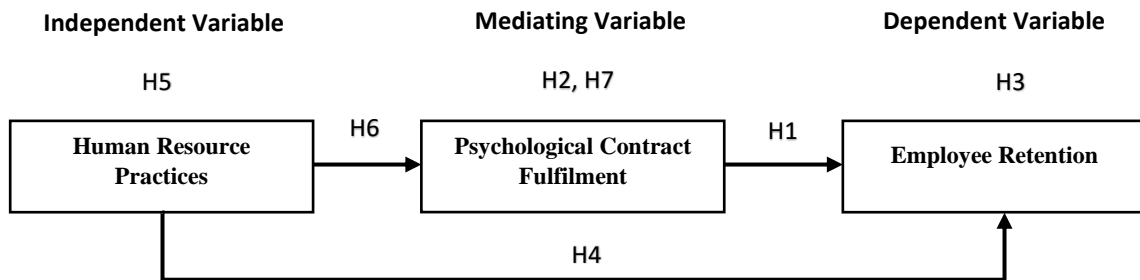 Independent Variable
Mediating Variable
Dependent Variable
H5
H2, H7
H3
Human Resource
Practices
H6
Psychological Contract
Fulfilment
H1
Employee Retention
H4